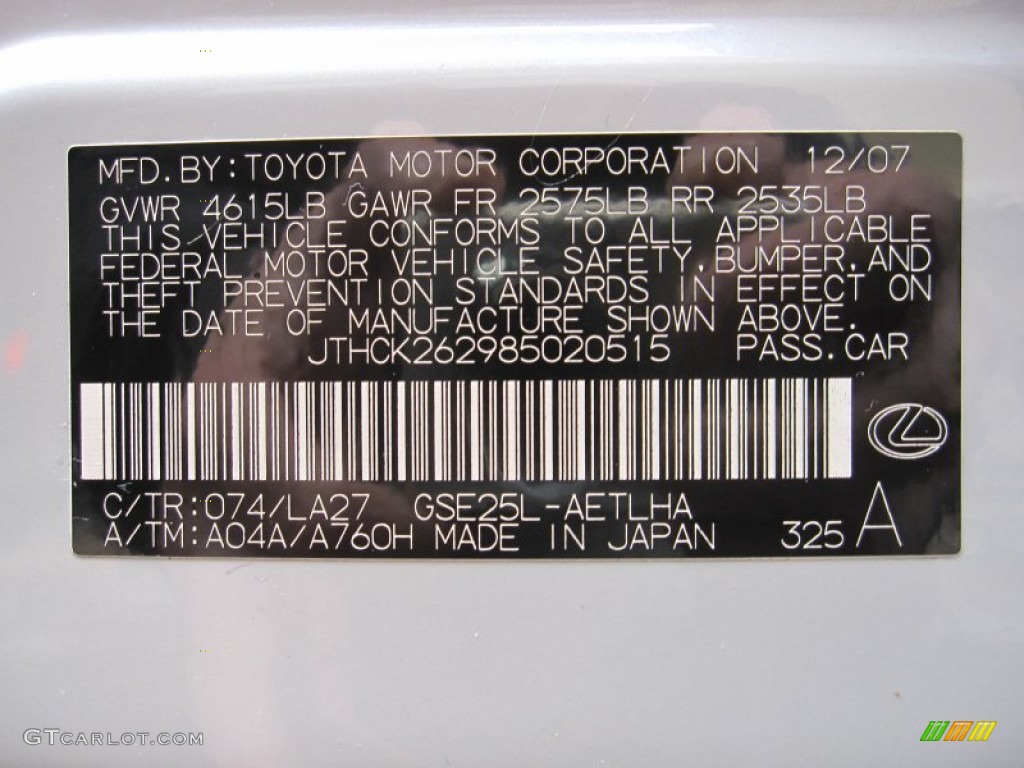 MFD.BY:TOYOTA MOTOR CORPORATION 12/07
GVWR 4615LB GAWR FR 2575LB RR 2535LB
THIS VEHICLE CONFORMS TO ALL APPLICABLE
FEDERAL MOTOR VEHICLE SAFETY,BUMPER,AND
THEFT PREVENTION STANDARDS IN EFFECT ON
THE DATE OF MANUFACTURE SHOWN ABOVE.
JTHCK262985020515 PASS.CAR
C/TR:074/LA27 GSE25L-AETLHA
A/TM:A04A/A760H MADE IN JAPAN 325 A
GTCARLOT.COM